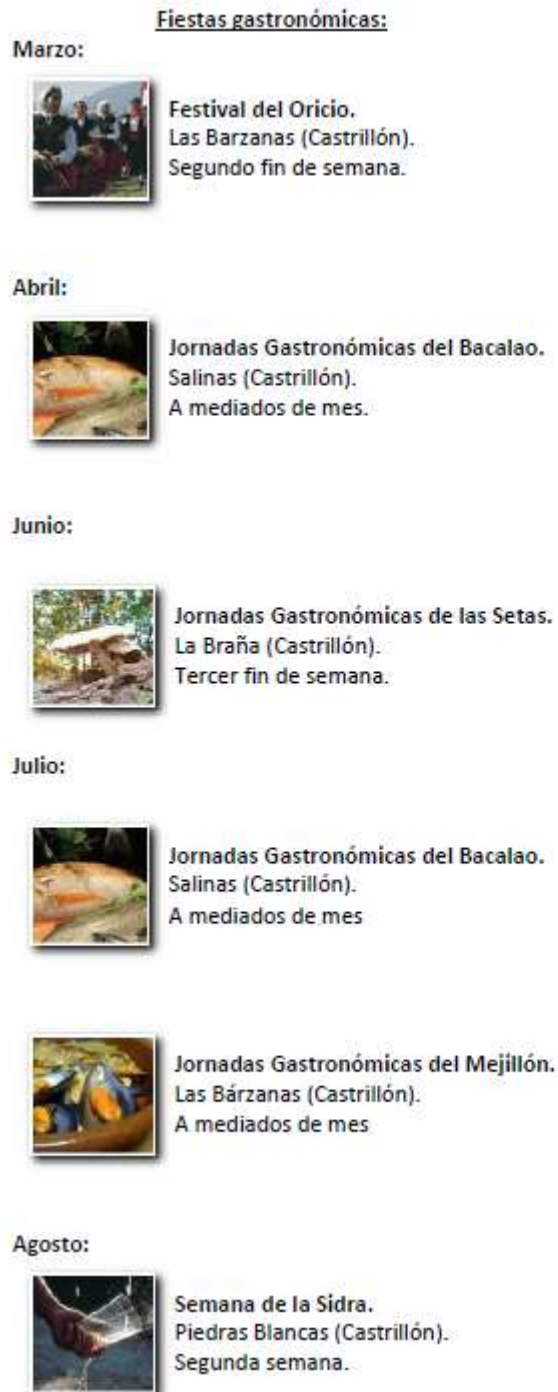 Fiestas gastronómicas:
Marzo:
Festival del Oricio.
Las Barzanas (Castrillón).
Segundo fin de semana.
Abril:
Jornadas Gastronómicas del Bacalao.
Salinas (Castrillón).
A mediados de mes.
Junio:
Jornadas Gastronómicas de las Setas.
La Braña (Castrillón).
Tercer fin de semana.
Julio:
Jornadas Gastronómicas del Bacalao.
Salinas (Castrillón).
A mediados de mes
Jornadas Gastronómicas del Mejillón.
Las Bárzanas (Castrillón).
A mediados de mes
Agosto:
Semana de la Sidra.
Piedras Blancas (Castrillón).
Segunda semana.